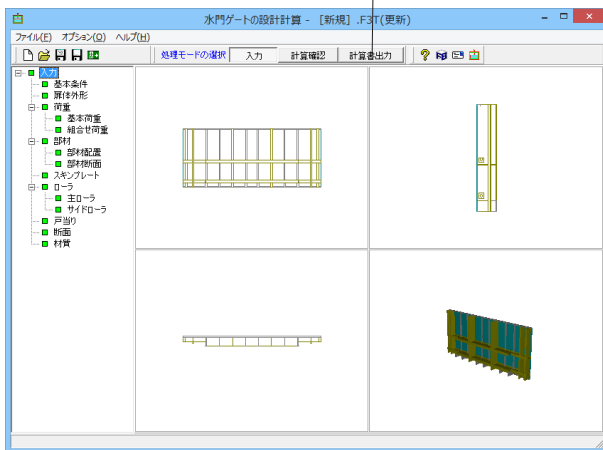 水門ゲートの設計計算 - [新規] .F3T(更新)
ファイル(F) オプション(O) ヘルプ(H)
処理モードの選択 入力 計算確認 計算書出力
入力
基本条件
扉体外形
荷重
基本荷重
組合せ荷重
部材
部材配置
部材断面
スキンプレート
ローラ
主ローラ
サイドローラ
戸当り
断面
材質